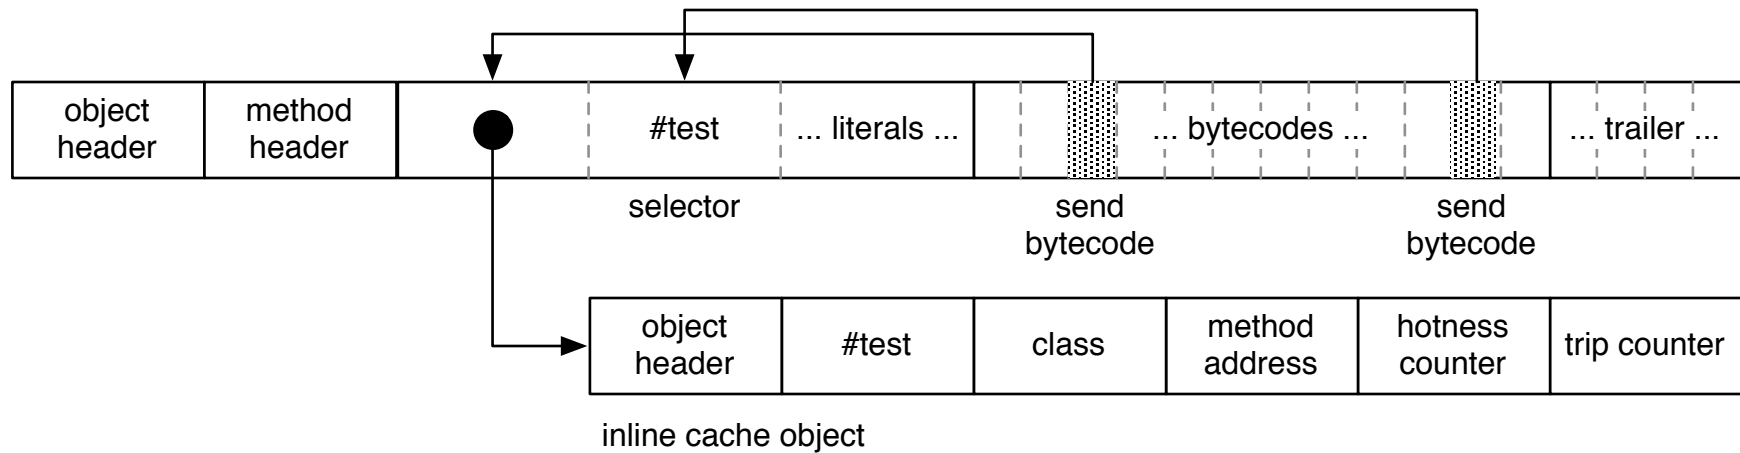 object
header
method
header
#test
... literals ...
... bytecodes ...
... trailer ...
selector
send
bytecode
send
bytecode
object
header
#test
class
method
address
hotness
counter
trip counter
inline cache object